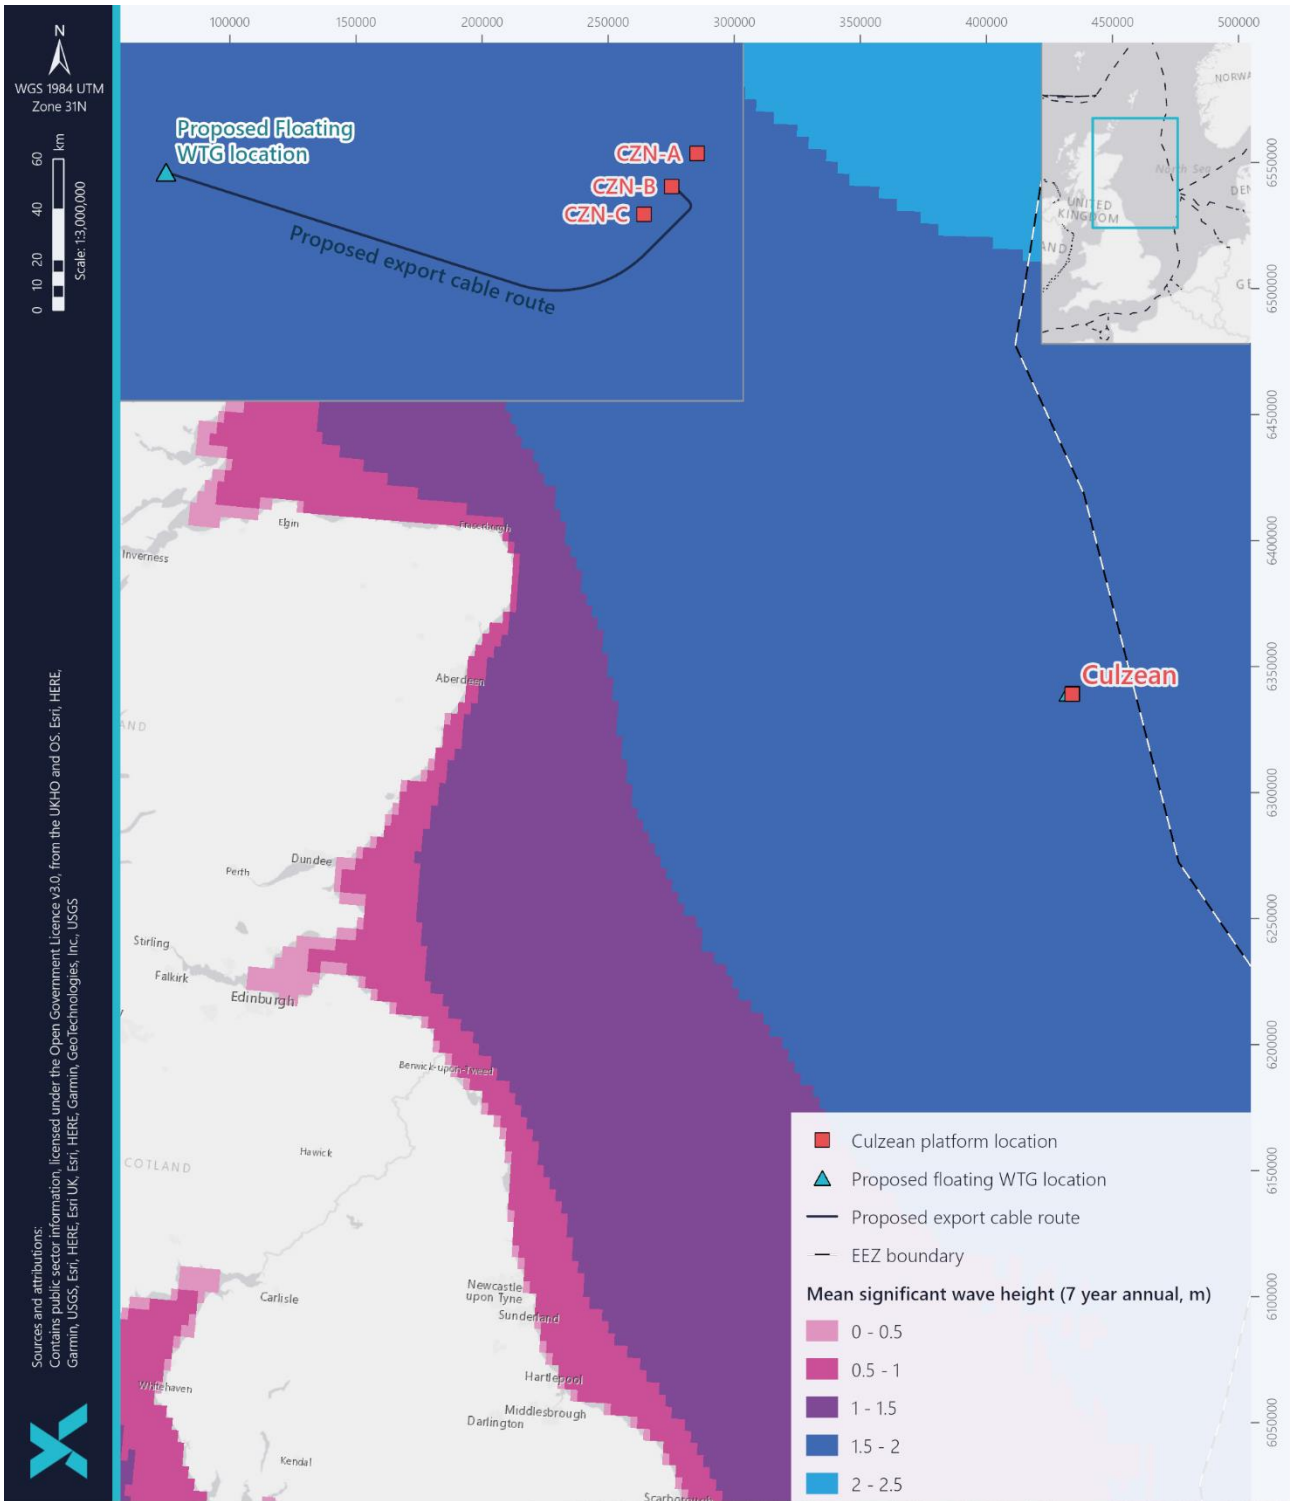 N
WGS 1984 UTM
Zone 31N
0 10 20 40 60
km
Scale: 1:3,000,000
Sources and attributions:
Contains public sector information, licensed under the Open Government Licence v3.0, from the UKHO and OS. Esri, HERE,
Garmin, USGS, Esri, HERE, Esri UK, Esri, HERE, Garmin, GeoTechnologies, Inc., USGS
100000 150000 200000 250000 300000 350000 400000 450000 500000
6550000
6500000
6450000
6400000
6350000
6300000
6250000
6200000
6150000
6100000
6050000
Proposed Floating
WTG location
CZN-A
CZN-B
CZN-C
Proposed export cable route
NORWA
North Sea
DEN
UNITED
KINGDOM
AND
GE
Elgin
Fraserburgh
Inverness
Culzean
Aberdeen
AND
Dundee
Perth
Stirling
Falkirk
Edinburgh
Berwick-upon-Tweed
Hawick
COTLAND
Newcastle
upon Tyne
Sunderland
Carlisle
Hartlepool
Whitehaven
Middlesbrough
Darlington
Kendal
Scarborough
Culzean platform location
Proposed floating WTG location
Proposed export cable route
EEZ boundary
Mean significant wave height (7 year annual, m)
0 - 0.5
0.5 - 1
1 - 1.5
1.5 - 2
2 - 2.5